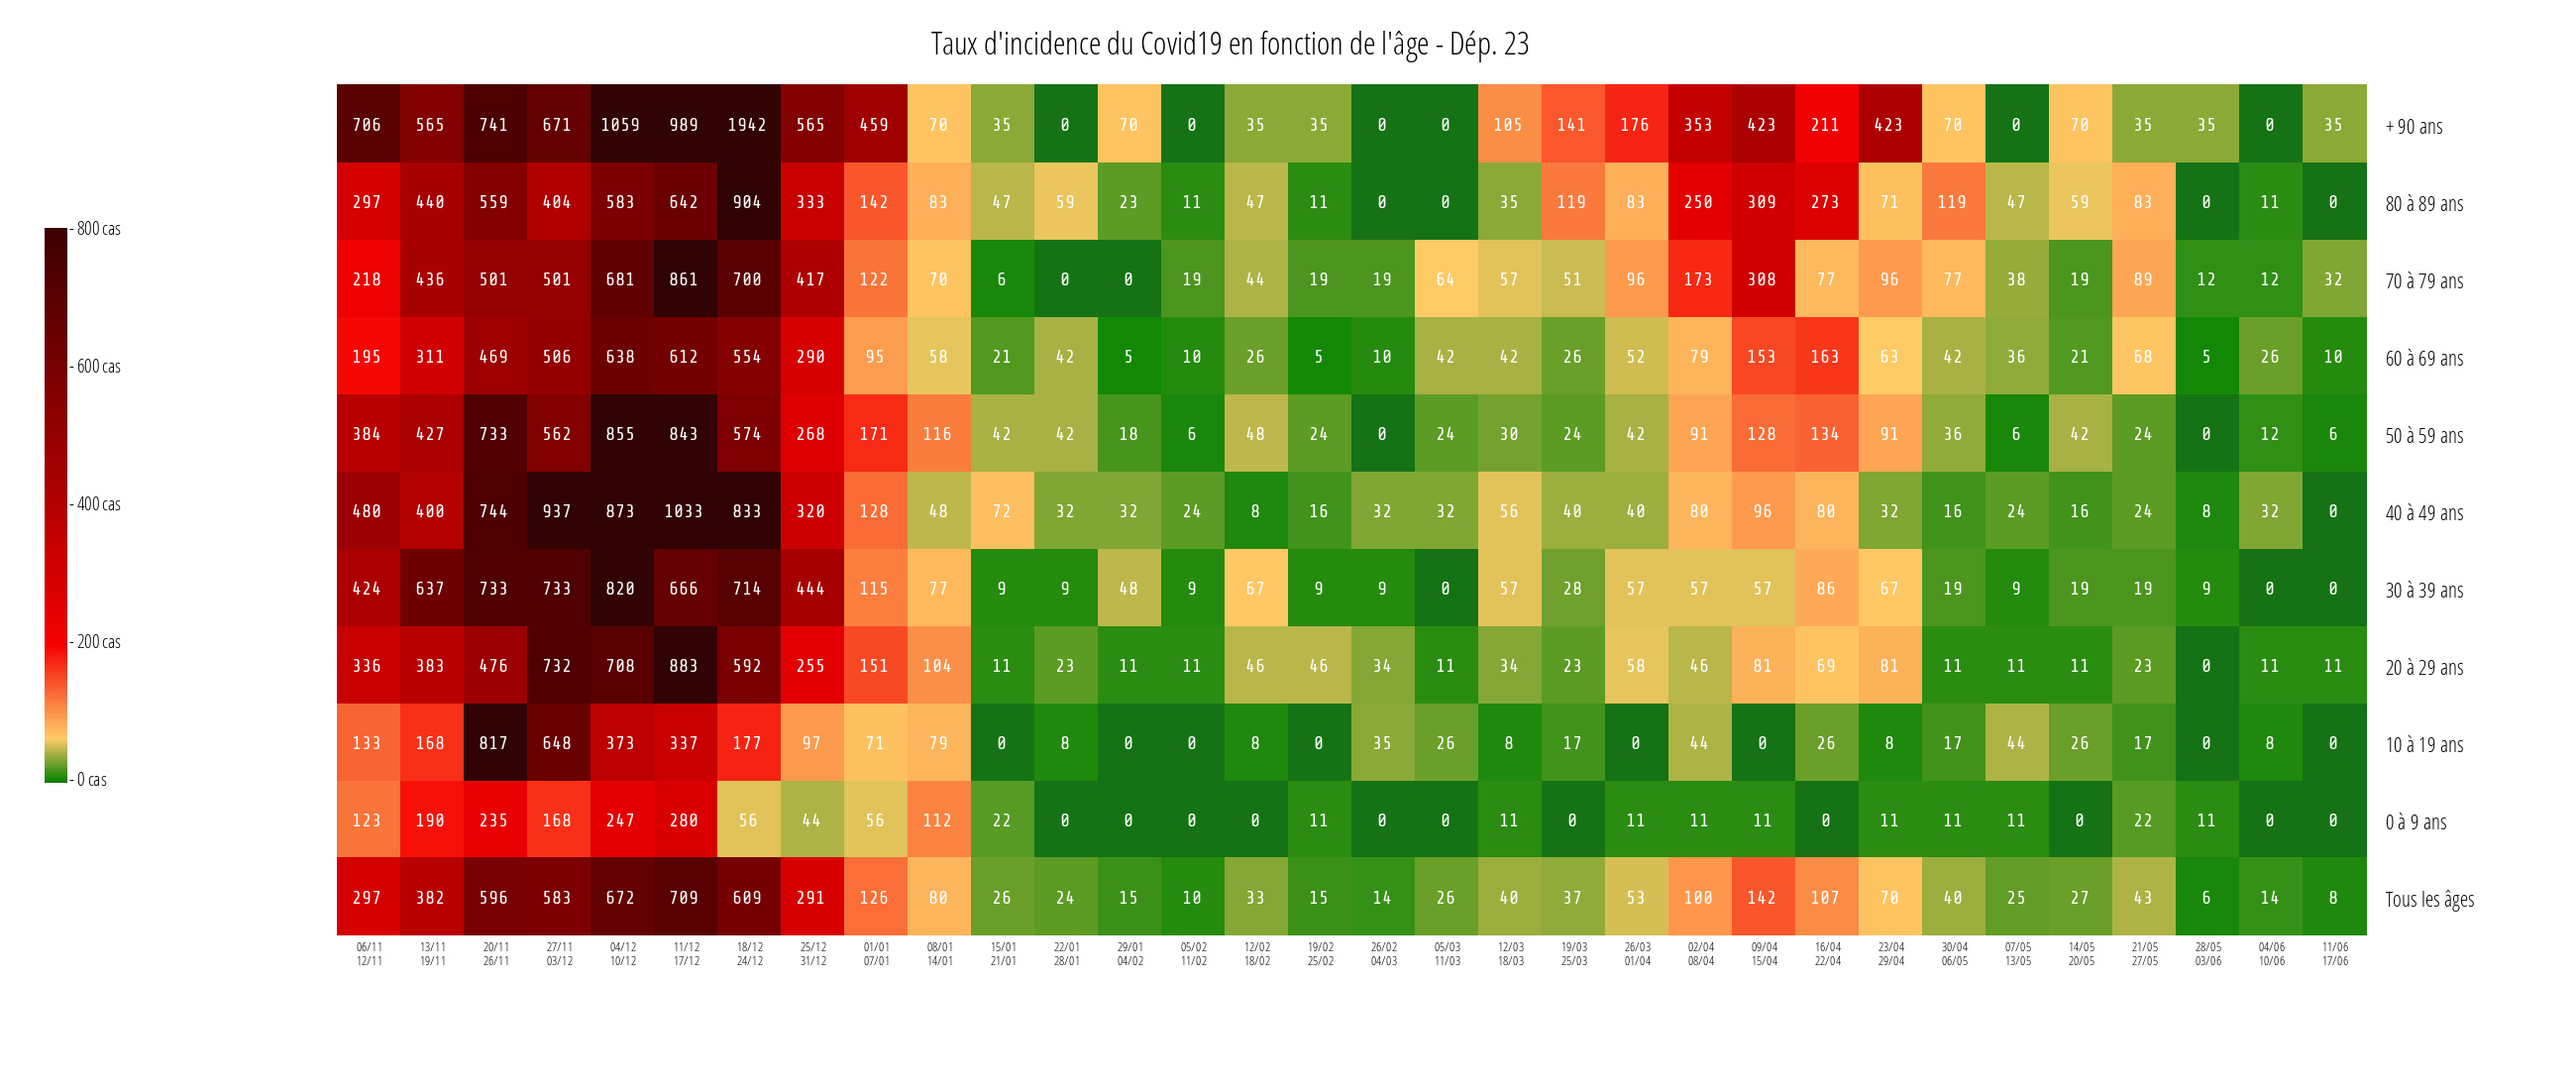 Taux d'incidence du Covid19 en fonction de l'âge - Dép. 23
- 800 cas
- 600 cas
- 400 cas
- 200 cas
- 0 cas
706 565 741 671 1059 989 1942 565 459 70 35 0 70 0 35 35 0 0 105 141 176 353 423 211 423 70 0 70 35 35 0 35 + 90 ans
297 440 559 404 583 642 904 333 142 83 47 59 23 11 47 11 0 0 35 119 83 250 309 273 71 119 47 59 83 0 11 0 80 à 89 ans
218 436 501 501 681 861 700 417 122 70 6 0 0 19 44 19 19 64 57 51 96 173 308 77 96 77 38 19 89 12 12 32 70 à 79 ans
195 311 469 506 638 612 554 290 95 58 21 42 5 10 26 5 10 42 42 26 52 79 153 163 63 42 36 21 68 5 26 10 60 à 69 ans
384 427 733 562 855 843 574 268 171 116 42 42 18 6 48 24 0 24 30 24 42 91 128 134 91 36 6 42 24 0 12 6 50 à 59 ans
480 400 744 937 873 1033 833 320 128 48 72 32 32 24 8 16 32 32 56 40 40 80 96 80 32 16 24 16 24 8 32 0 40 à 49 ans
424 637 733 733 820 666 714 444 115 77 9 9 48 9 67 9 9 0 57 28 57 57 57 86 67 19 9 19 19 9 0 0 30 à 39 ans
336 383 476 732 708 883 592 255 151 104 11 23 11 11 46 46 34 11 34 23 58 46 81 69 81 11 11 11 23 0 11 11 20 à 29 ans
133 168 817 648 373 337 177 97 71 79 0 8 0 0 8 0 35 26 8 17 0 44 0 26 8 17 44 26 17 0 8 0 10 à 19 ans
123 190 235 168 247 280 56 44 56 112 22 0 0 0 0 11 0 0 11 0 11 11 11 0 11 11 11 0 22 11 0 0 0 à 9 ans
297 382 596 583 672 709 609 291 126 80 26 24 15 10 33 15 14 26 40 37 53 100 142 107 70 40 25 27 43 6 14 8 Tous les âges
06/11 13/11 20/11 27/11 04/12 11/12 18/12 25/12 01/01 08/01 15/01 22/01 29/01 05/02 12/02 19/02 26/02 05/03 12/03 19/03 26/03 02/04 09/04 16/04 23/04 30/04 07/05 14/05 21/05 28/05 04/06 11/06
12/11 19/11 26/11 03/12 10/12 17/12 24/12 31/12 07/01 14/01 21/01 28/01 04/02 11/02 18/02 25/02 04/03 11/03 18/03 25/03 01/04 08/04 15/04 22/04 29/04 06/05 13/05 20/05 27/05 03/06 10/06 17/06